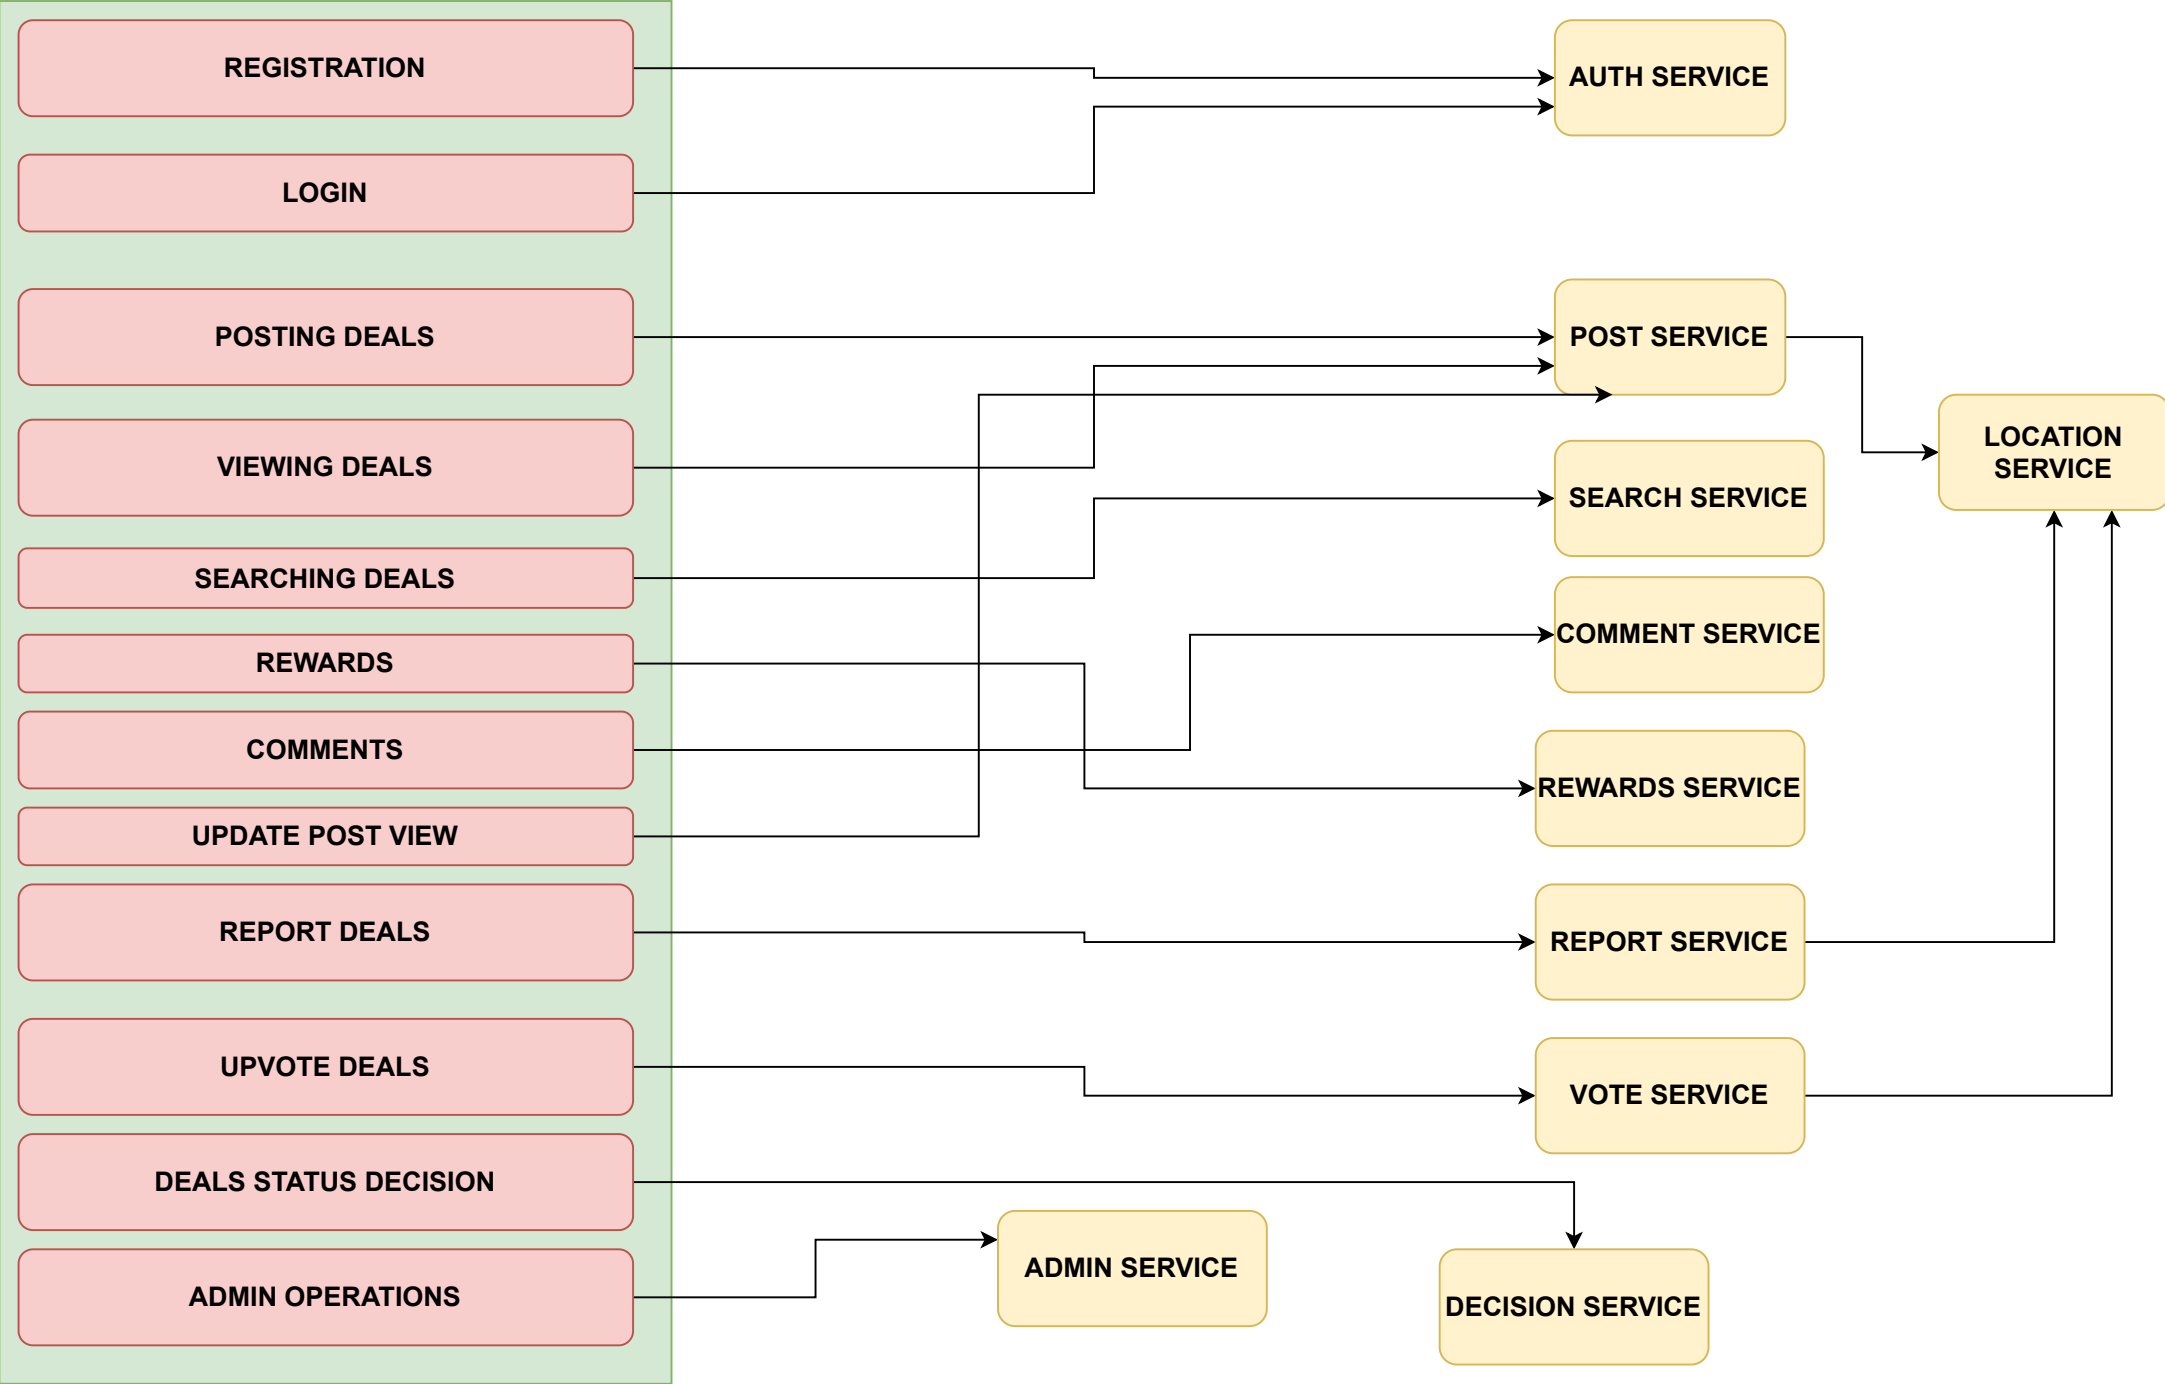 REGISTRATION
AUTH SERVICE
LOGIN
POSTING DEALS
POST SERVICE
VIEWING DEALS
LOCATION
SERVICE
SEARCH SERVICE
SEARCHING DEALS
COMMENT SERVICE
REWARDS
COMMENTS
REWARDS SERVICE
UPDATE POST VIEW
REPORT DEALS
REPORT SERVICE
UPVOTE DEALS
VOTE SERVICE
DEALS STATUS DECISION
ADMIN SERVICE
ADMIN OPERATIONS
DECISION SERVICE